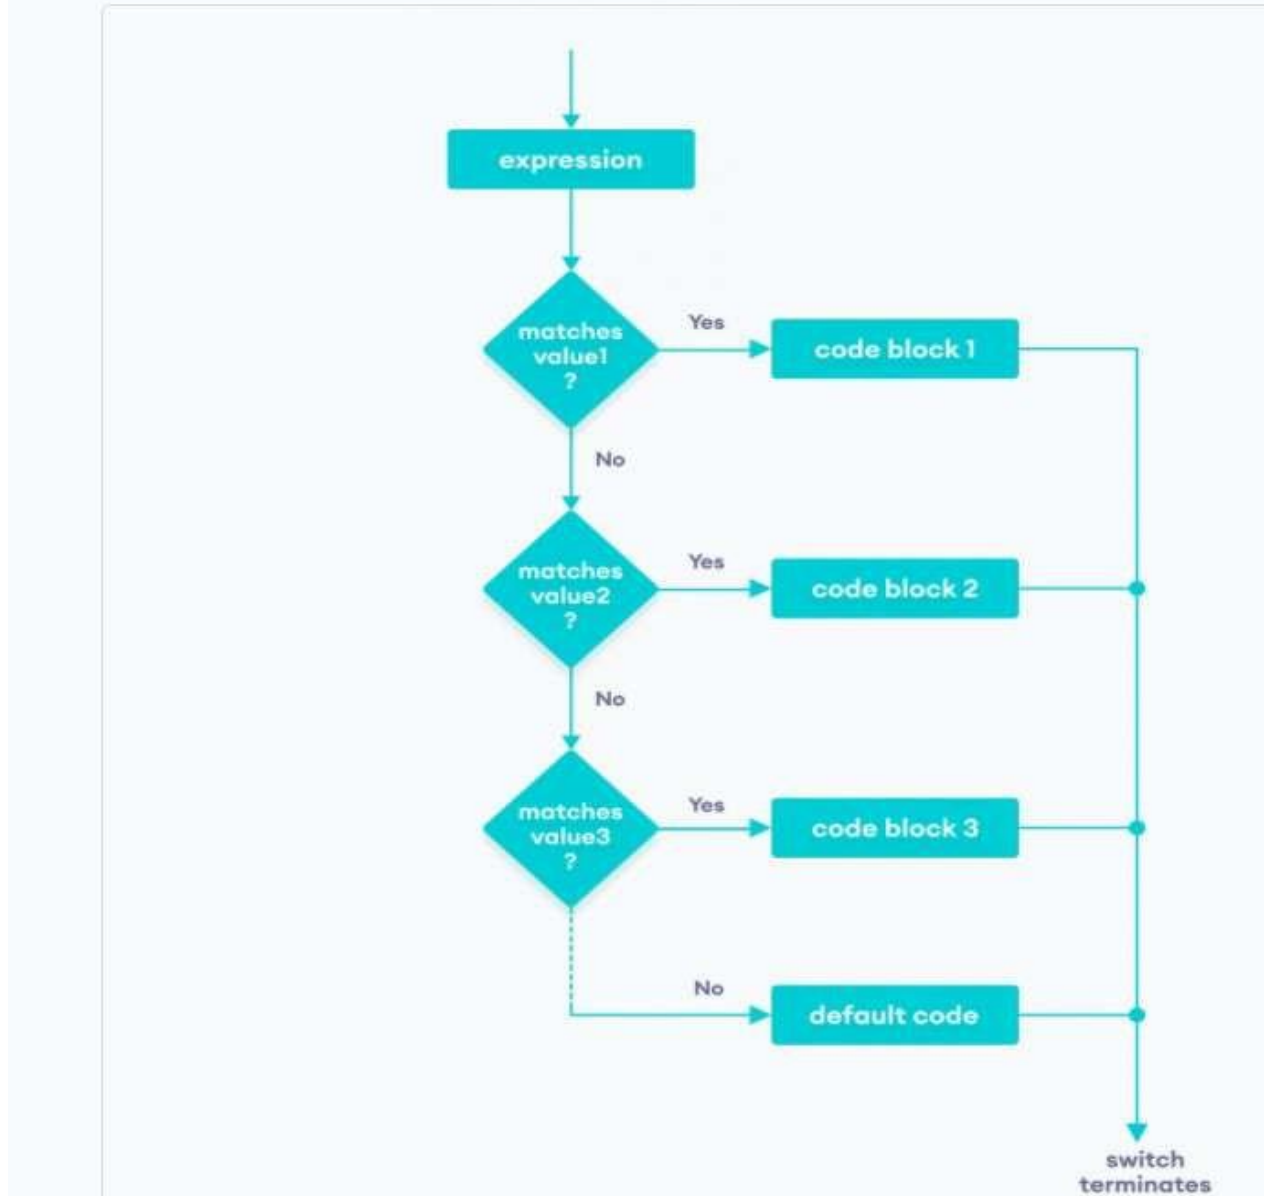 expression
matches
value1
?
Yes
code block 1
No
matches
value2
?
Yes
code block 2
No
matches
value3
?
Yes
code block 3
No
default code
switch
terminates